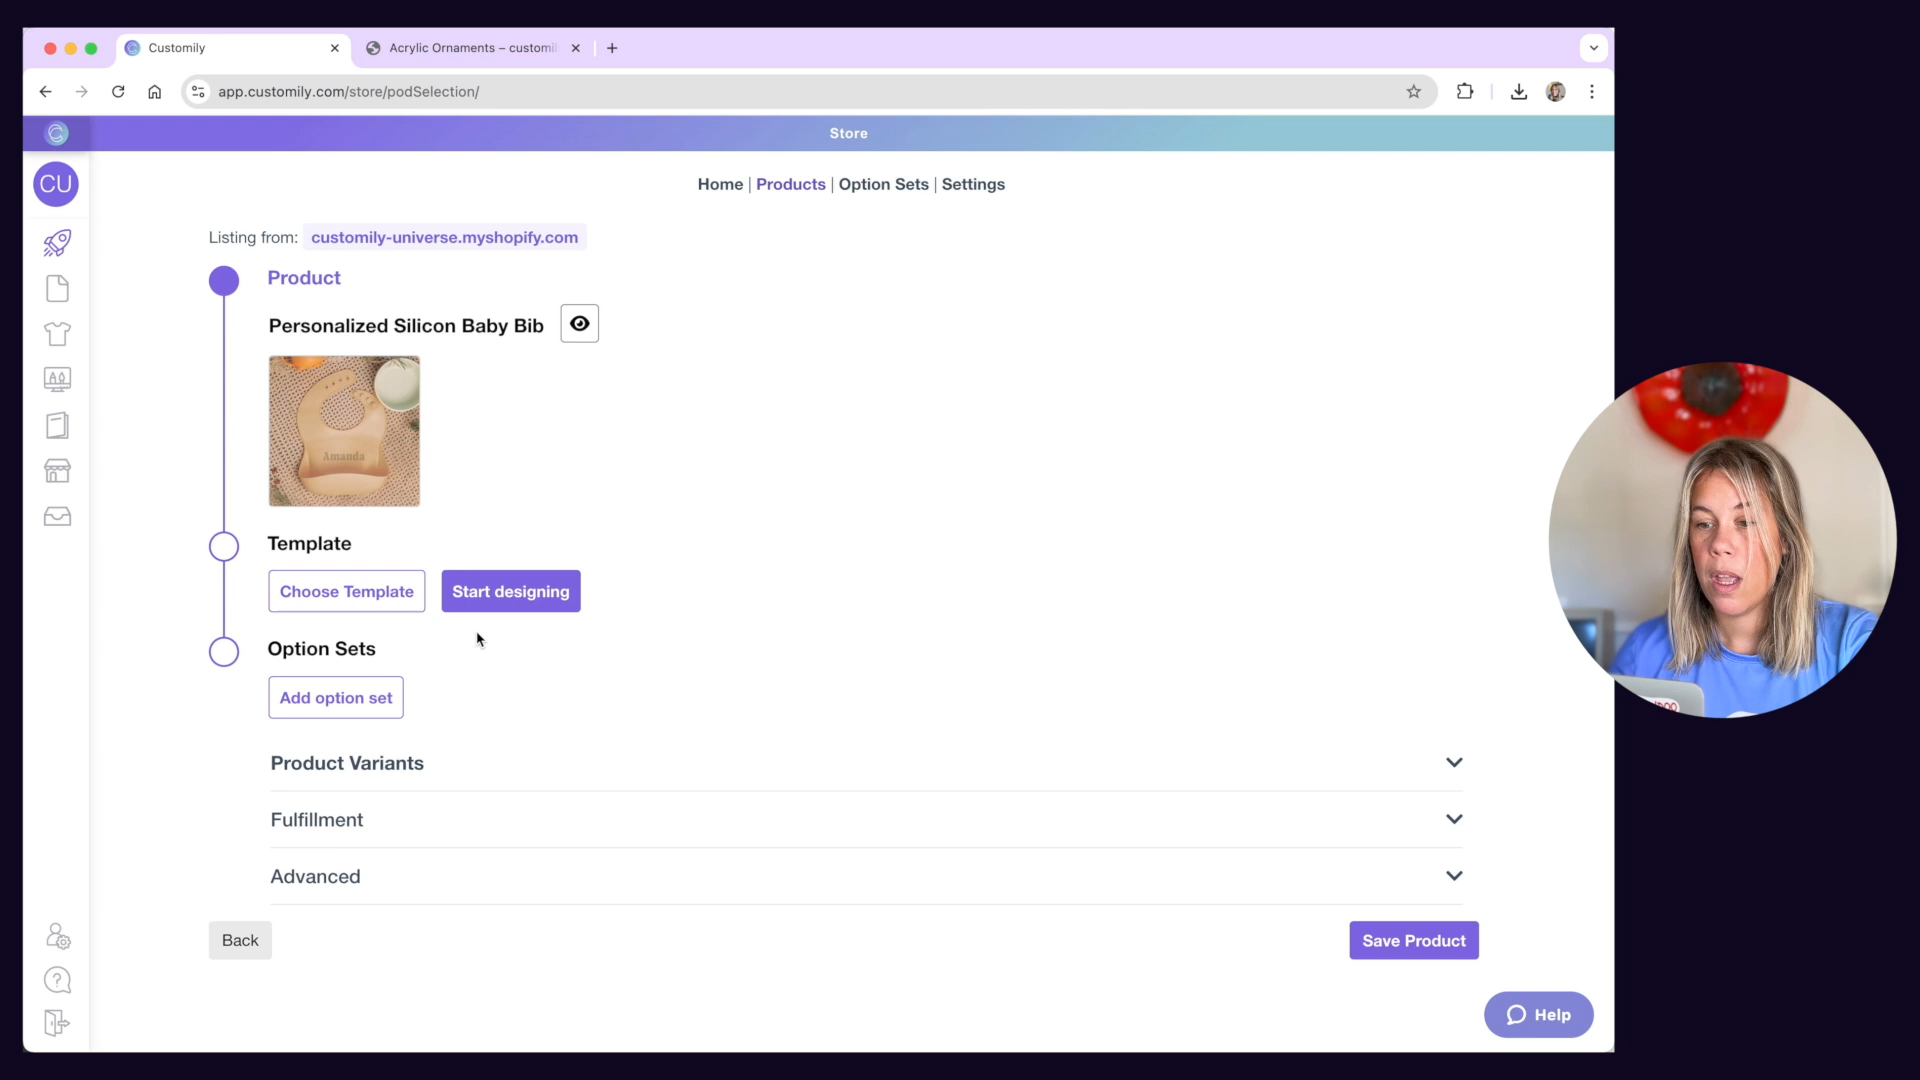 Customily
Acrylic Ornaments – customi
app.customily.com/store/podSelection/
Store
CU
Home | Products | Option Sets | Settings
Listing from: customily-universe.myshopify.com
Product
Personalized Silicon Baby Bib
Amanda
Template
Choose Template
Start designing
Option Sets
Add option set
Product Variants
Fulfillment
Advanced
Back
Save Product
Help